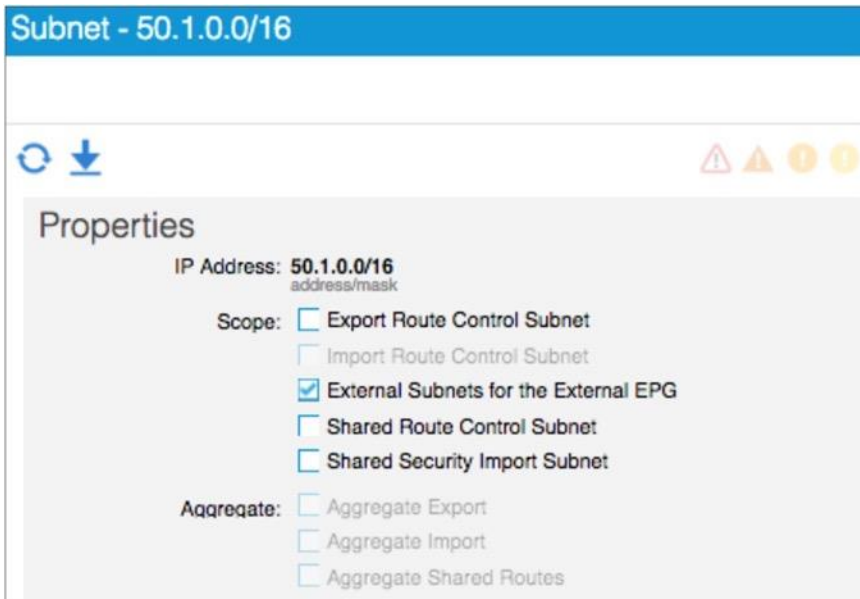 Subnet - 50.1.0.0/16
Properties
IP Address: 50.1.0.0/16
address/mask
Scope: Export Route Control Subnet
Import Route Control Subnet
External Subnets for the External EPG
Shared Route Control Subnet
Shared Security Import Subnet
Aggregate: Aggregate Export
Aggregate Import
Aggregate Shared Routes